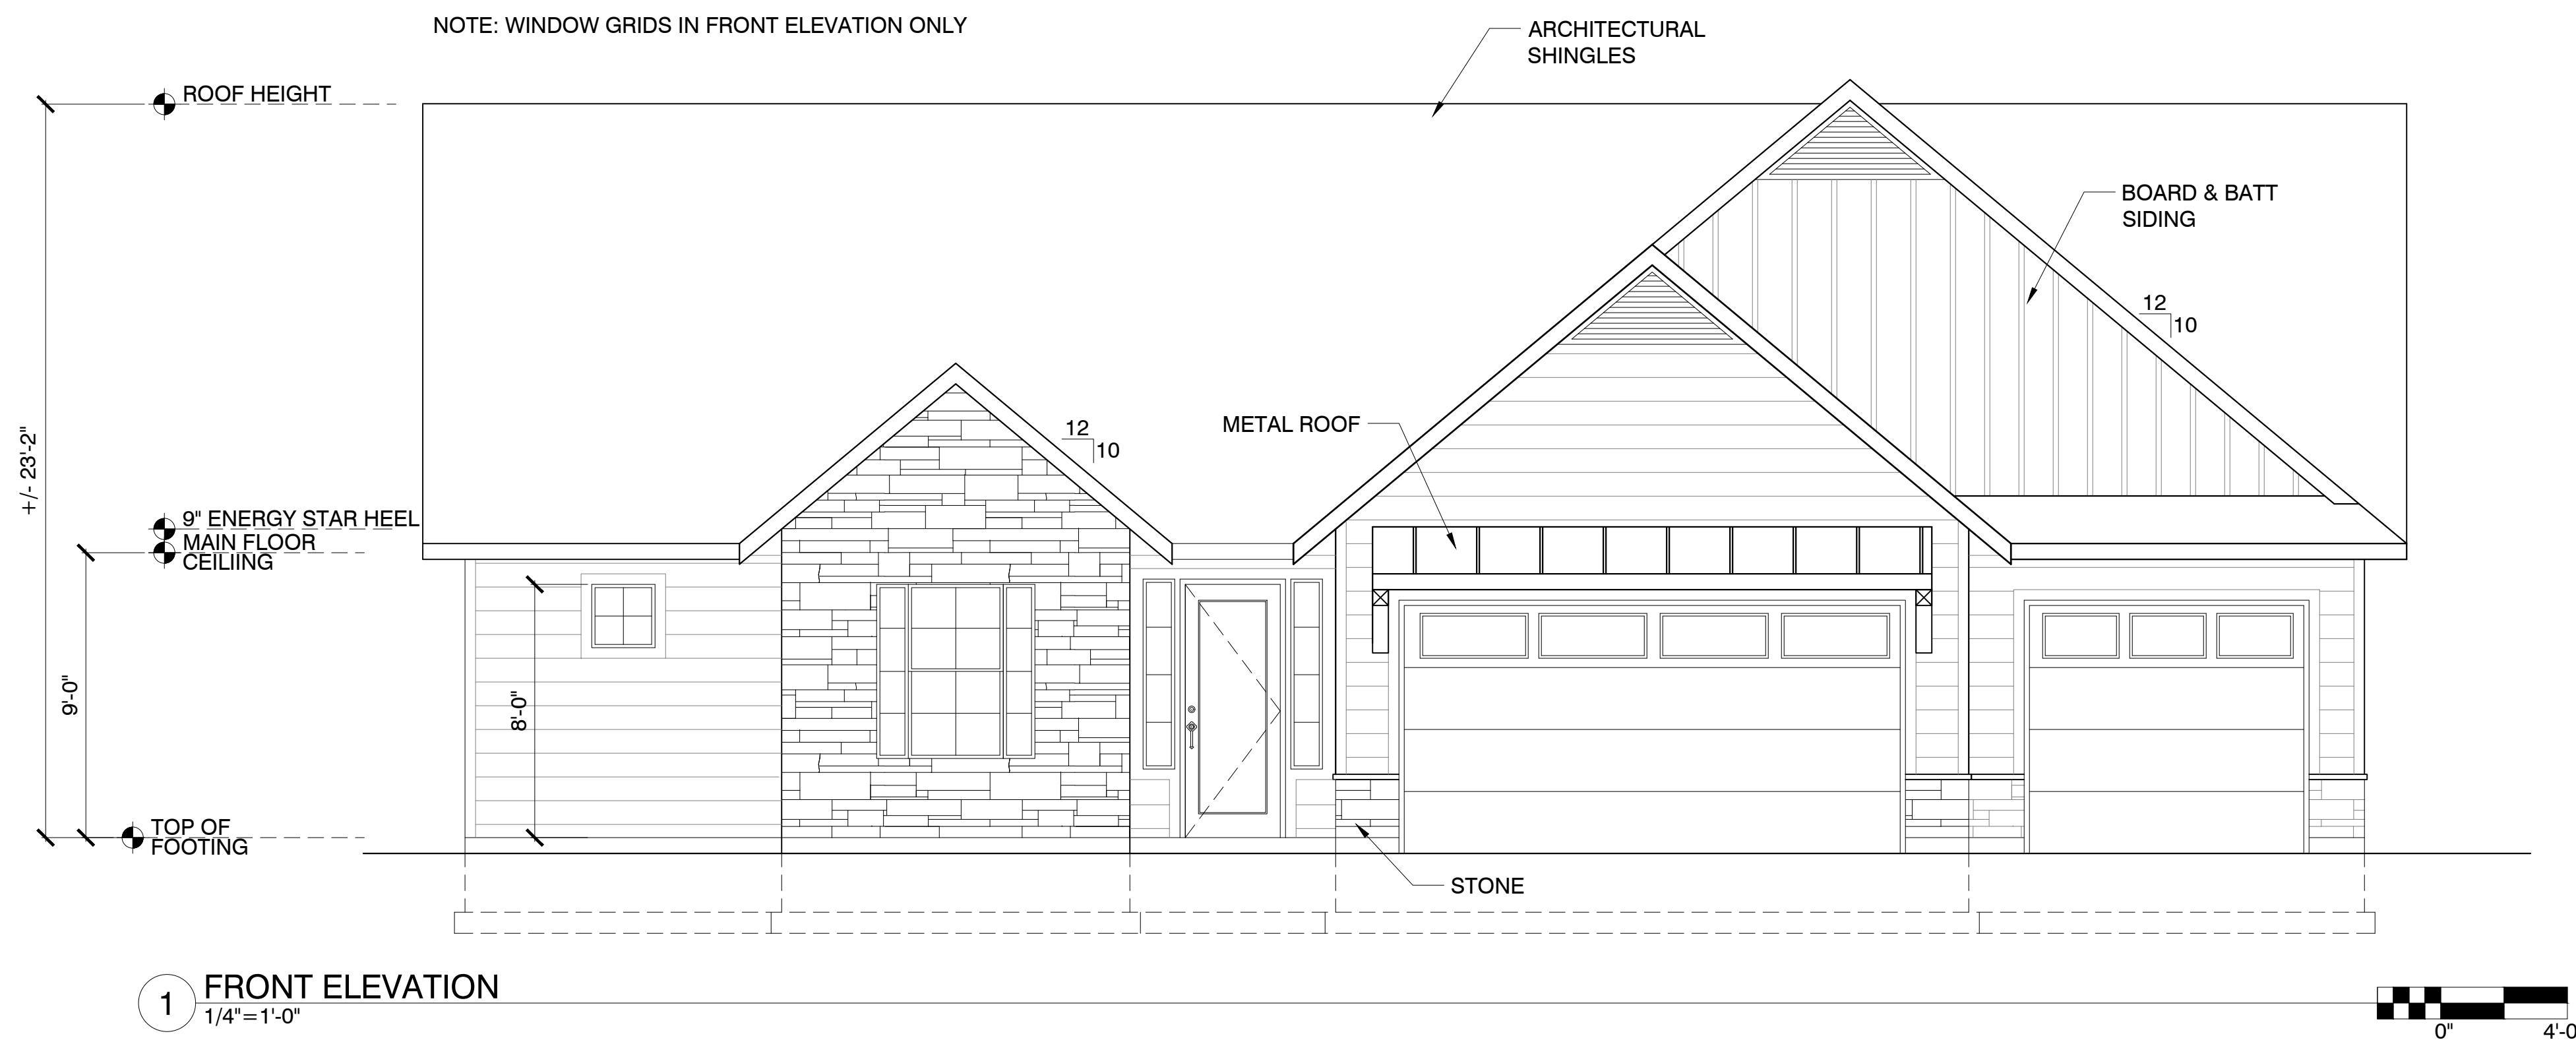 NOTE: WINDOW GRIDS IN FRONT ELEVATION ONLY
ARCHITECTURAL
SHINGLES
ROOF HEIGHT
BOARD & BATT
SIDING
12
10
METAL ROOF
12
10
+/- 23'-2"
9" ENERGY STAR HEEL
MAIN FLOOR
CEILIING
9'-0"
8'-0"
TOP OF
FOOTING
STONE
1
FRONT ELEVATION
1/4"=1'-0"
0"
4'-0